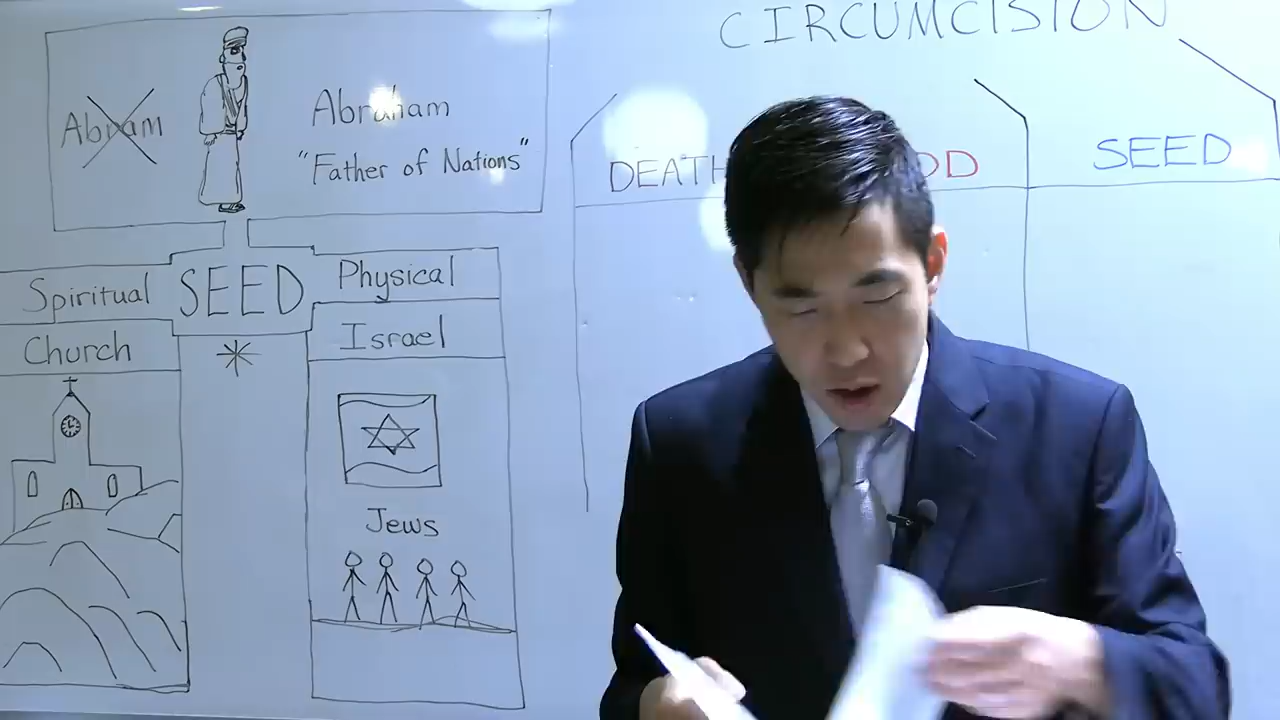 CIRCUMCISION
Abram
Abraham
"Father of Nations"
DEATH
SEED
Spiritual
SEED
Physical
Church
Israel
Jews